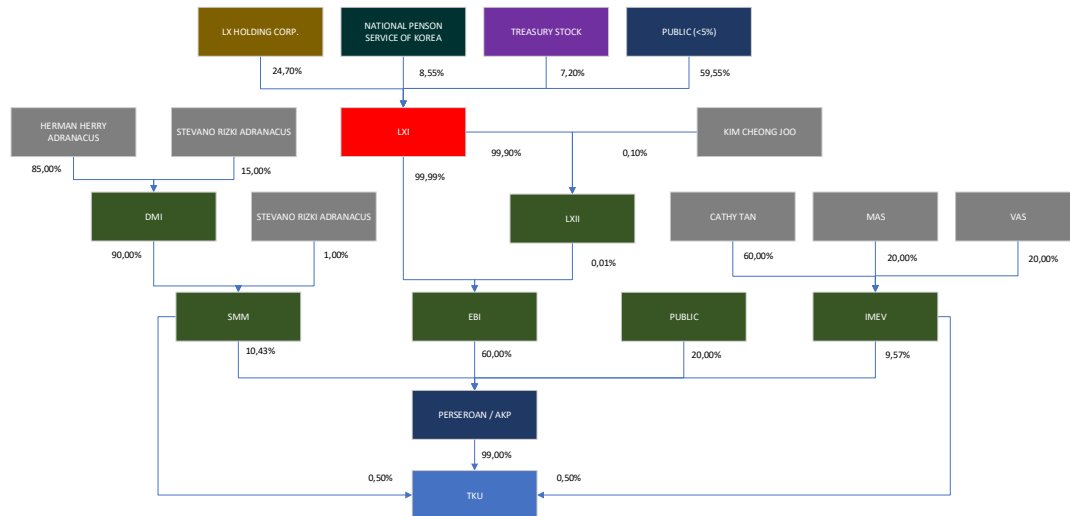 LX HOLDING CORP.
NATIONAL PENSON
SERVICE OF KOREA
TREASURY STOCK
PUBLIC (<5%)
24,70%
8,55%
7,20%
59,55%
HERMAN HERRY
ADRANACUS
STEVANO RIZKI ADRANACUS
LXI
KIM CHEONG JOO
99,90%
0,10%
85,00%
15,00%
99,99%
DMI
STEVANO RIZKI ADRANACUS
LXII
CATHY TAN
MAS
VAS
90,00%
1,00%
0,01%
60,00%
20,00%
20,00%
SMM
EBI
PUBLIC
IMEV
10,43%
60,00%
20,00%
9,57%
PERSEROAN / AKP
99,00%
0,50%
0,50%
TKU